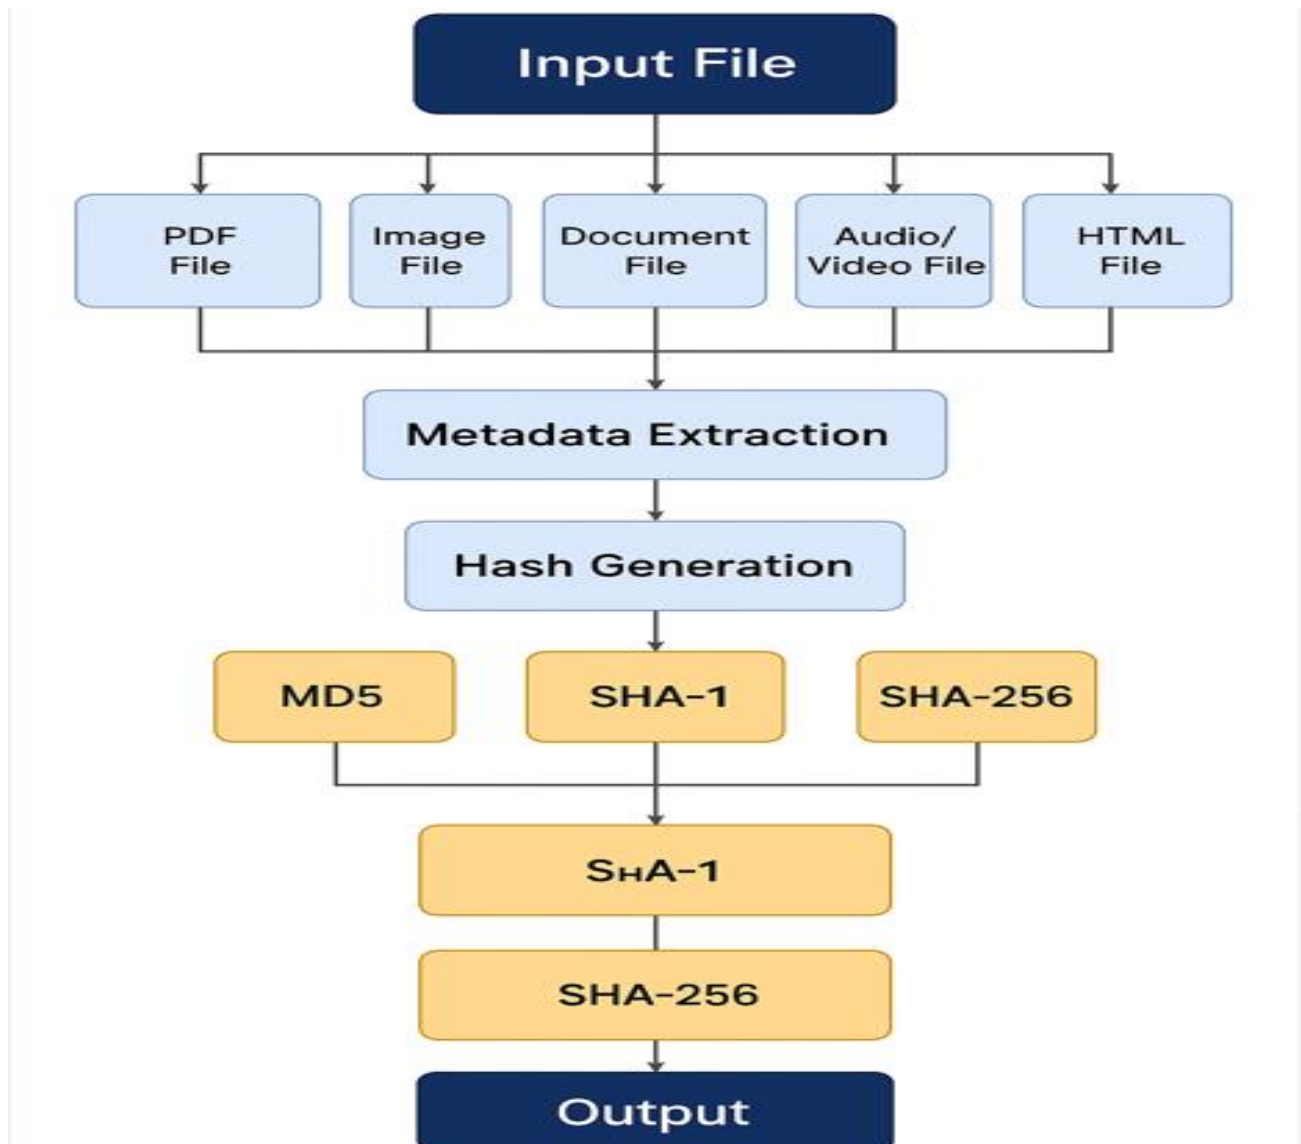 Input File
PDF
File
Image
File
Document
File
Audio/
Video File
HTML
File
Metadata Extraction
Hash Generation
MD5
SHA-1
SHA-256
SHA-1
SHA-256
Output